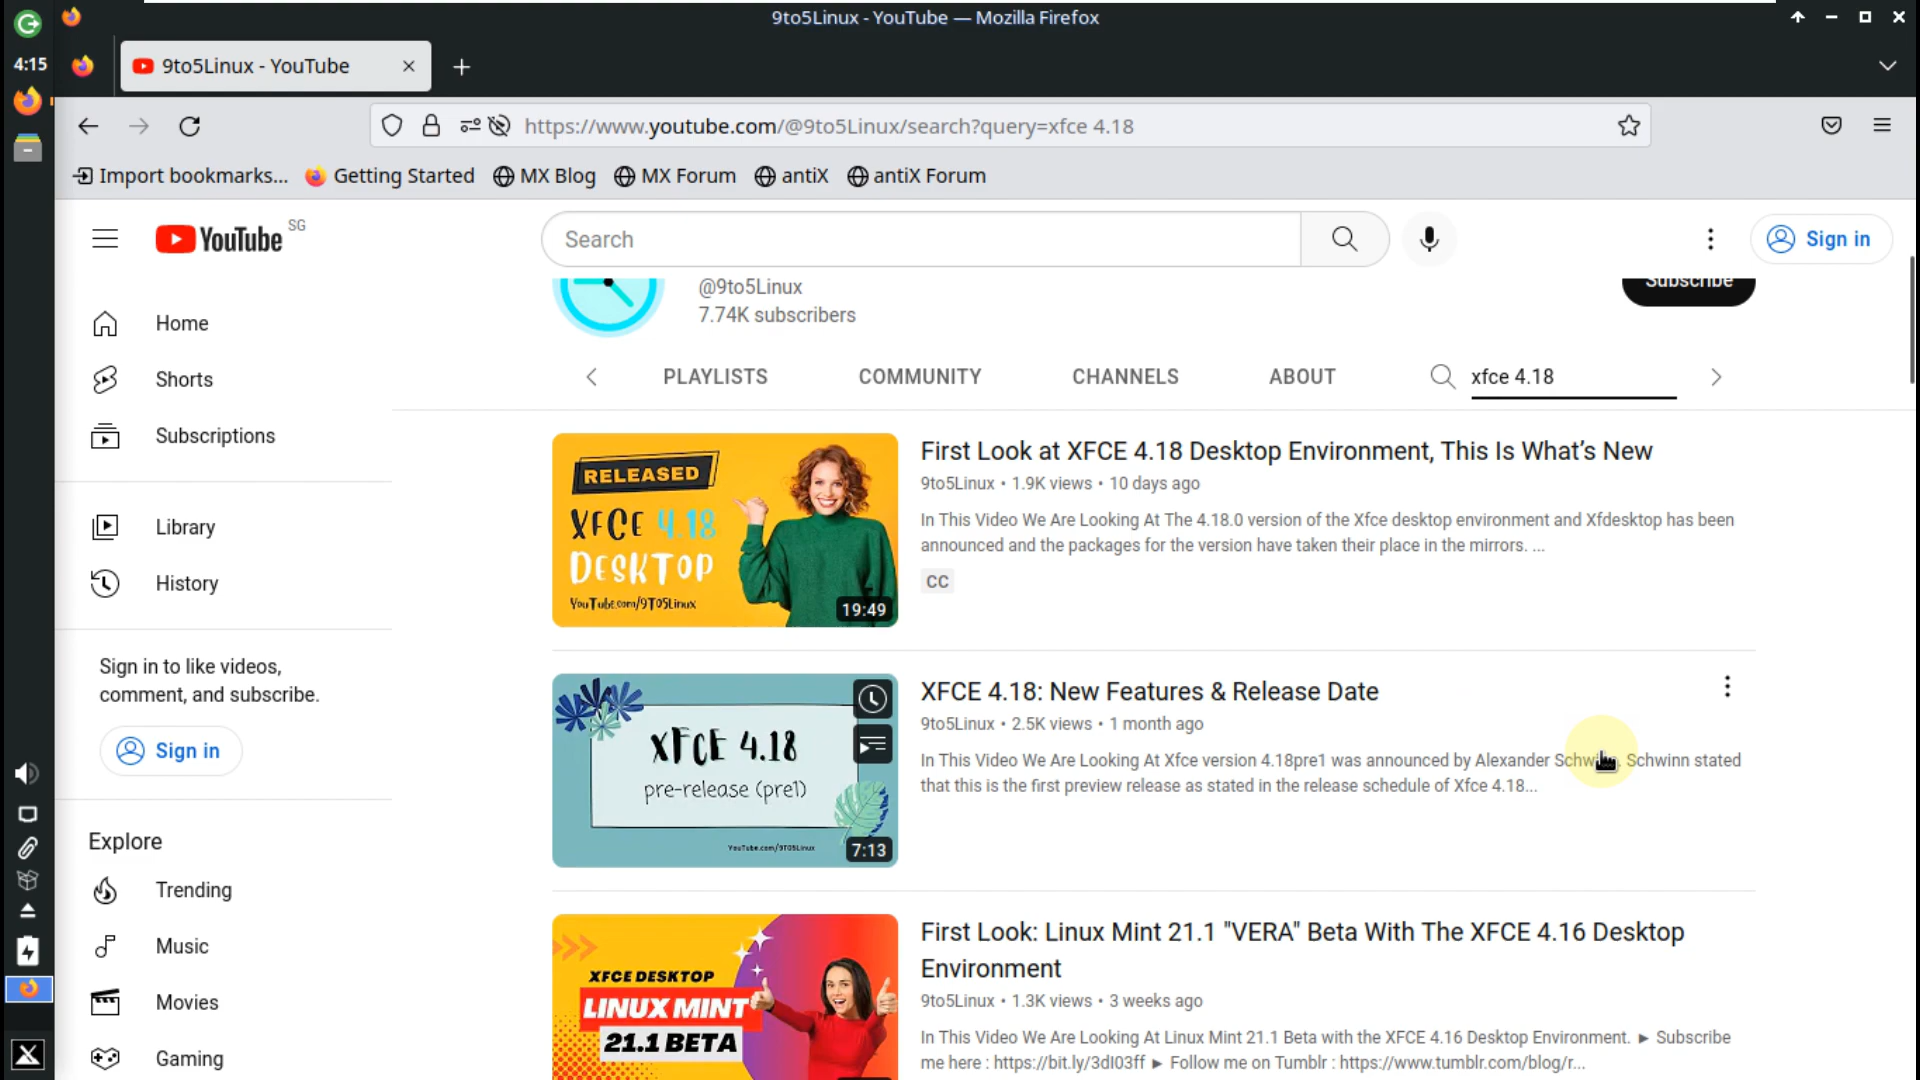 9to5Linux - YouTube — Mozilla Firefox
4:15
9to5Linux - YouTube
https://www.youtube.com/@9to5Linux/search?query=xfce 4.18
Import bookmarks...
Getting Started
MX Blog
MX Forum
antiX
antiX Forum
YouTube SG
Search
Sign in
Home
Shorts
Subscriptions
Library
History
Sign in to like videos,
comment, and subscribe.
Sign in
Explore
Trending
Music
Movies
Gaming
@9to5Linux
7.74K subscribers
Subscribe
PLAYLISTS
COMMUNITY
CHANNELS
ABOUT
xfce 4.18
RELEASED
XFCE 4.18
DESKTOP
YouTube.com/9To5Linux
19:49
First Look at XFCE 4.18 Desktop Environment, This Is What’s New
9to5Linux • 1.9K views • 10 days ago
In This Video We Are Looking At The 4.18.0 version of the Xfce desktop environment and Xfdesktop has been
announced and the packages for the version have taken their place in the mirrors. ...
CC
XFCE 4.18
pre-release (pre1)
YouTube.com/9TO5Linux
7:13
XFCE 4.18: New Features & Release Date
9to5Linux • 2.5K views • 1 month ago
In This Video We Are Looking At Xfce version 4.18pre1 was announced by Alexander Schwinn. Schwinn stated
that this is the first preview release as stated in the release schedule of Xfce 4.18...
XFCE DESKTOP
LINUX MINT
21.1 BETA
First Look: Linux Mint 21.1 "VERA" Beta With The XFCE 4.16 Desktop
Environment
9to5Linux • 1.3K views • 3 weeks ago
In This Video We Are Looking At Linux Mint 21.1 Beta with the XFCE 4.16 Desktop Environment. ► Subscribe
me here : https://bit.ly/3dI03ff ► Follow me on Tumblr : https://www.tumblr.com/blog/r...